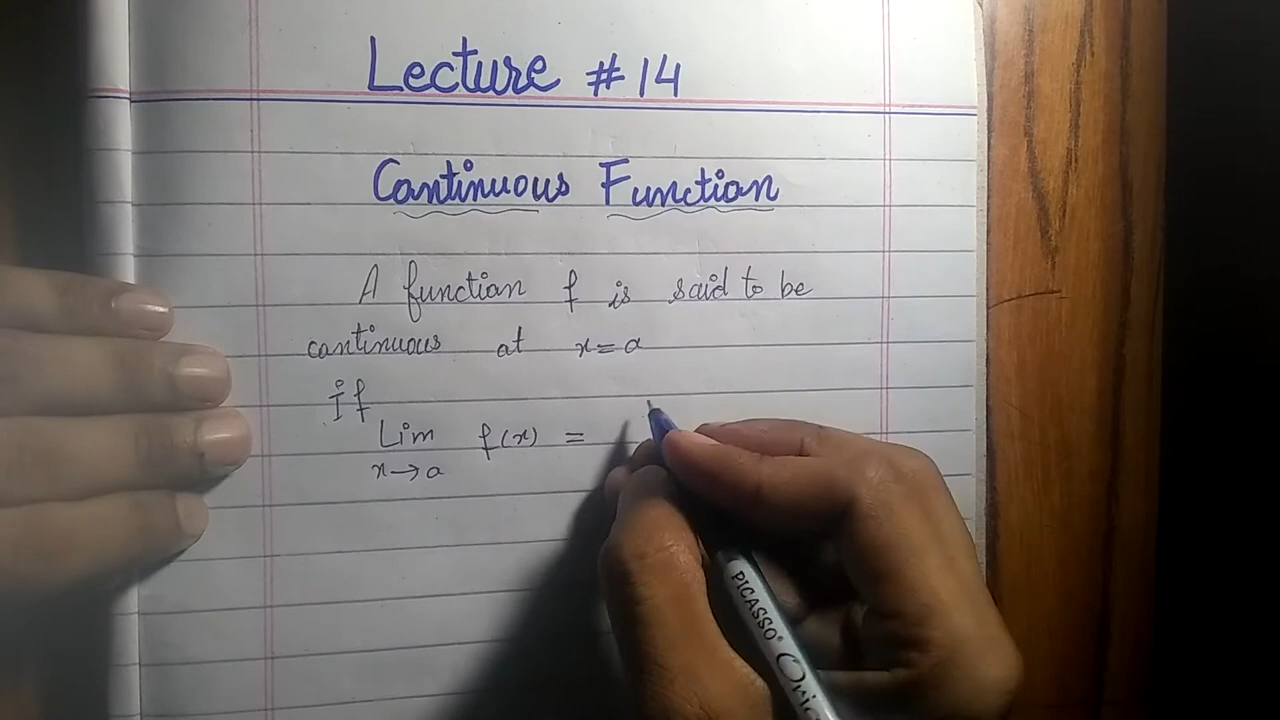 Lecture #14
Continuous Function
A function f is said to be
continuous at x=a
If
Lim f(x) =
x→a
PICASSO®